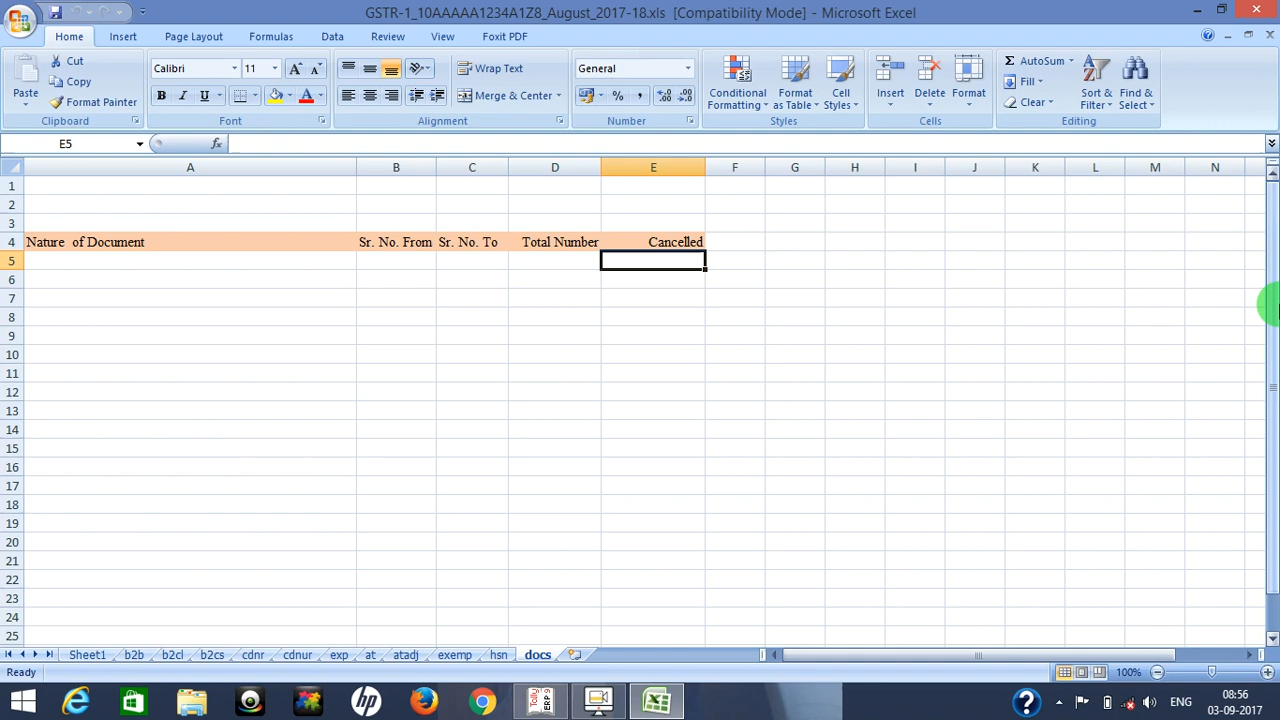 GSTR-1_10AAAAA1234A1Z8_August_2017-18.xls [Compatibility Mode] - Microsoft Excel
Home Insert Page Layout Formulas Data Review View Foxit PDF
Paste
Cut
Copy
Format Painter
Clipboard
Calibri 11
B I U
A
Font
Wrap Text
Merge & Center
Alignment
General
% ,
Number
Conditional Formatting
Format as Table
Cell Styles
Styles
Insert
Delete
Format
Cells
AutoSum
Fill
Clear
Sort & Filter
Find & Select
Editing
E5 fx
A B C D E F G H I J K L M N
1
2
3
4 Nature of Document Sr. No. From Sr. No. To Total Number Cancelled
5
6
7
8
9
10
11
12
13
14
15
16
17
18
19
20
21
22
23
24
25
Sheet1 b2b b2cl b2cs cdnr cdnur exp at atadj exemp hsn docs
Ready 100%
ENG 08:56
03-09-2017